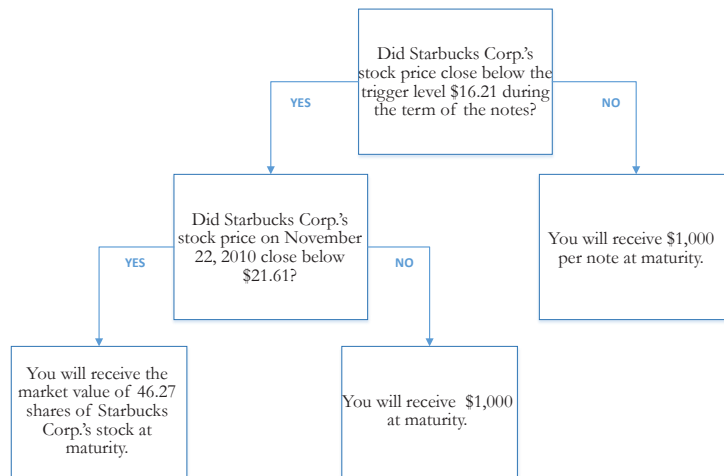 Did Starbucks Corp.'s
stock price close below the
trigger level $16.21 during
the term of the notes?
YES
NO
Did Starbucks Corp.'s
stock price on November
22, 2010 close below
$21.61?
You will receive $1,000
per note at maturity.
YES
NO
You will receive the
market value of 46.27
shares of Starbucks
Corp.'s stock at
maturity.
You will receive $1,000
at maturity.